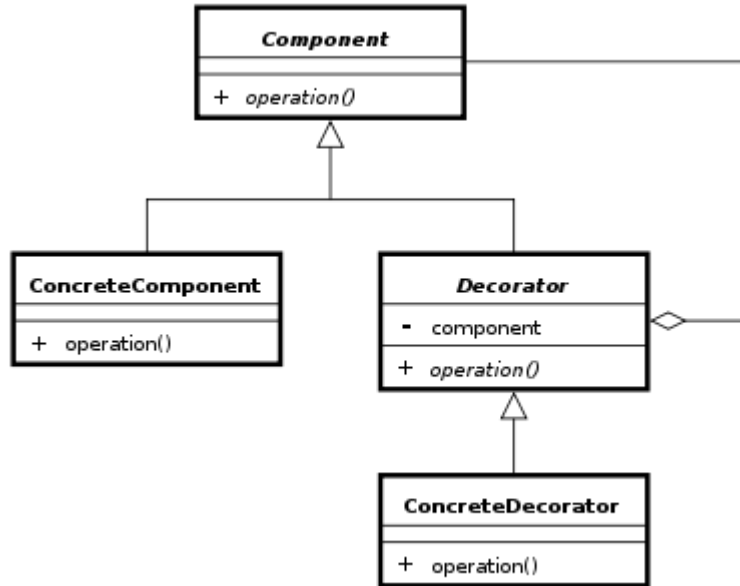 Component
+ operation()
ConcreteComponent
+ operation()
Decorator
- component
+ operation()
ConcreteDecorator
+ operation()